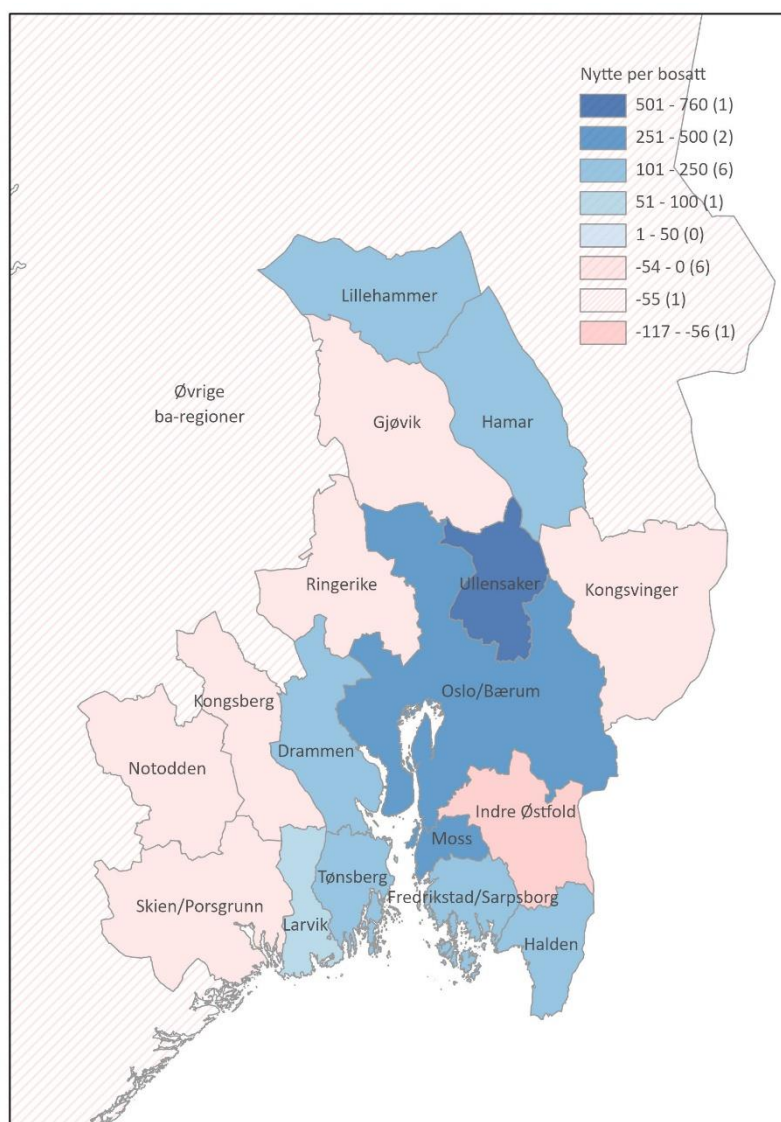 Nytte per bosatt
501 - 760 (1)
251 - 500 (2)
101 - 250 (6)
51 - 100 (1)
1 - 50 (0)
-54 - 0 (6)
-55 (1)
-117 - -56 (1)
Lillehammer
Øvrige
ba-regioner
Gjøvik
Hamar
Ringerike
Ullensaker
Kongsvinger
Oslo/Bærum
Kongsberg
Drammen
Notodden
Indre Østfold
Moss
Tønsberg
Fredrikstad/Sarpsborg
Skien/Porsgrunn
Larvik
Halden